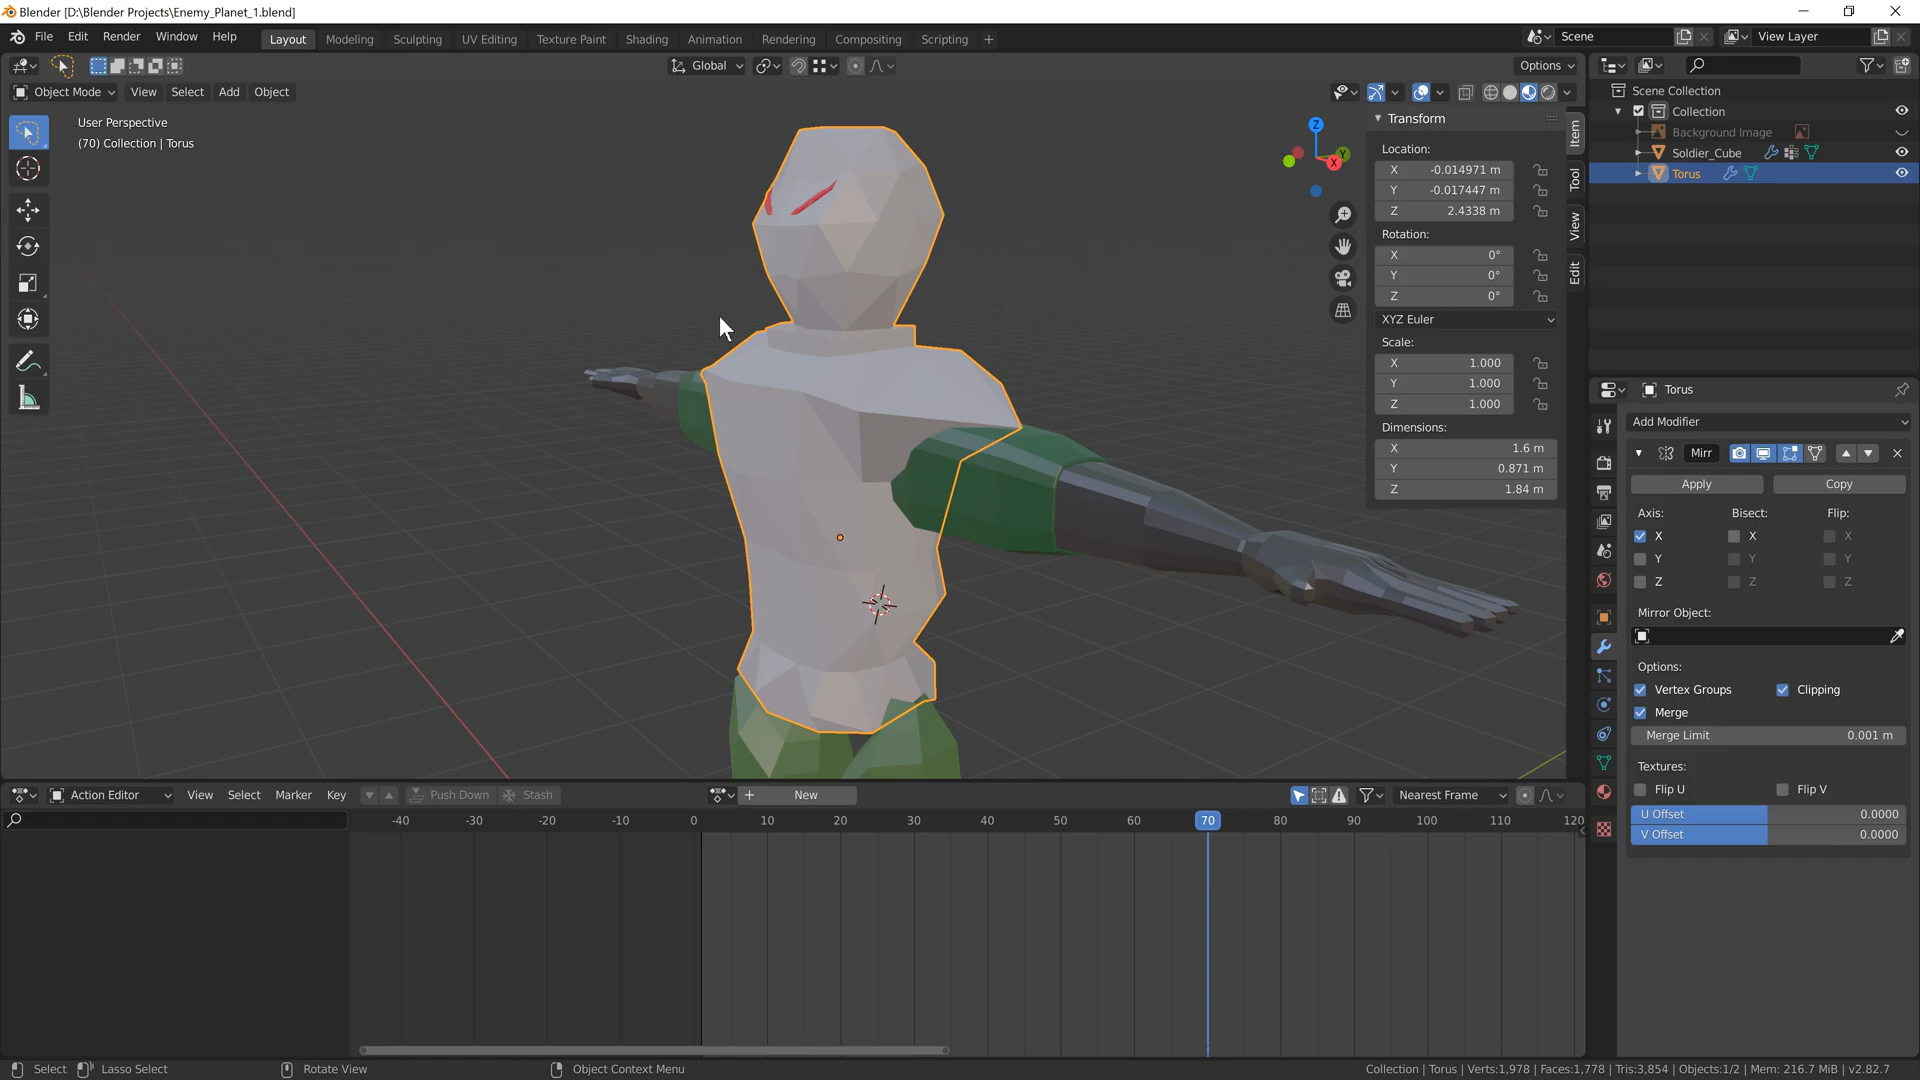 Blender [D:\Blender Projects\Enemy_Planet_1.blend]
File Edit Render Window Help
Layout Modeling Sculpting UV Editing Texture Paint Shading Animation Rendering Compositing Scripting +
Scene
View Layer
Global
Options
Object Mode View Select Add Object
User Perspective
(70) Collection | Torus
Z
Y
X
Transform
Location:
X -0.014971 m
Y -0.017447 m
Z 2.4338 m
Rotation:
X 0°
Y 0°
Z 0°
XYZ Euler
Scale:
X 1.000
Y 1.000
Z 1.000
Dimensions:
X 1.6 m
Y 0.871 m
Z 1.84 m
Item
Tool
View
Edit
Scene Collection
Collection
Background Image
Soldier_Cube
Torus
Torus
Add Modifier
Mirr
Apply Copy
Axis: Bisect: Flip:
X X X
Y Y Y
Z Z Z
Mirror Object:
Options:
Vertex Groups Clipping
Merge
Merge Limit 0.001 m
Textures:
Flip U Flip V
U Offset 0.0000
V Offset 0.0000
Action Editor View Select Marker Key Push Down Stash New Nearest Frame
-40 -30 -20 -10 0 10 20 30 40 50 60 70 80 90 100 110 120
Select Lasso Select Rotate View Object Context Menu
Collection | Torus | Verts:1,978 | Faces:1,778 | Tris:3,854 | Objects:1/2 | Mem: 216.7 MiB | v2.82.7